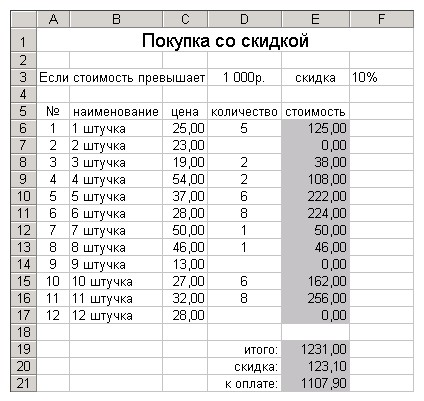 A B C D E F
1 Покупка со скидкой
2
3 Если стоимость превышает 1 000р. скидка 10%
4
5 № наименование цена количество стоимость
6 1 1 штучка 25,00 5 125,00
7 2 2 штучка 23,00 0,00
8 3 3 штучка 19,00 2 38,00
9 4 4 штучка 54,00 2 108,00
10 5 5 штучка 37,00 6 222,00
11 6 6 штучка 28,00 8 224,00
12 7 7 штучка 50,00 1 50,00
13 8 8 штучка 46,00 1 46,00
14 9 9 штучка 13,00 0,00
15 10 10 штучка 27,00 6 162,00
16 11 11 штучка 32,00 8 256,00
17 12 12 штучка 28,00 0,00
18
19 итого: 1231,00
20 скидка: 123,10
21 к оплате: 1107,90